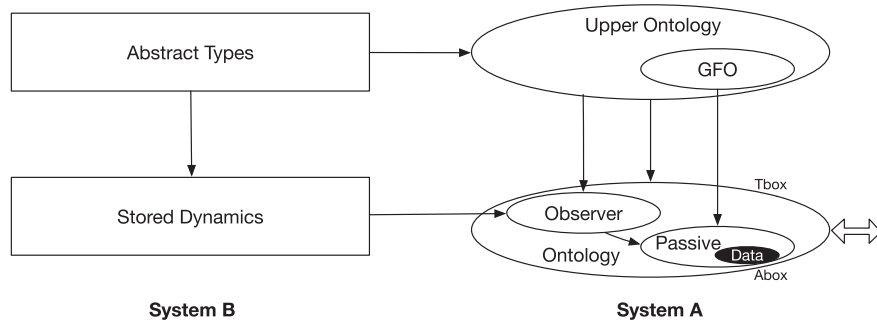 Upper Ontology
Abstract Types
GFO
Tbox
Stored Dynamics
Observer
Passive
Ontology
Data
Abox
System B
System A